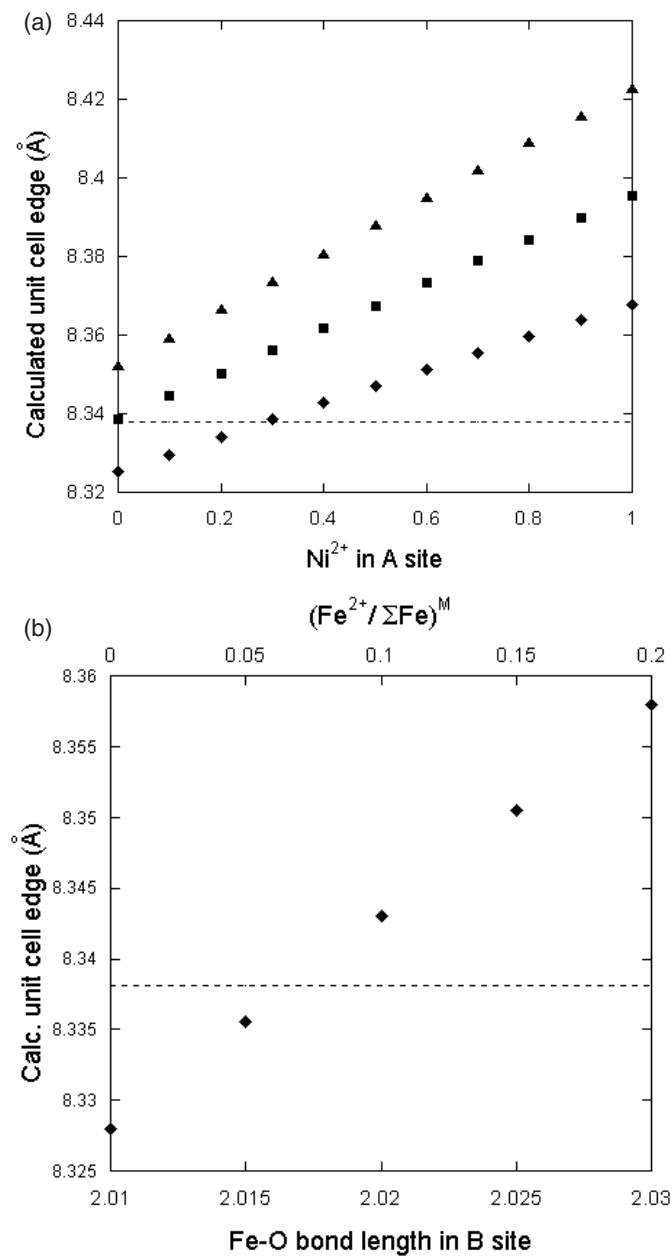 (a)
8.44
8.42
8.4
8.38
8.36
8.34
8.32
Calculated unit cell edge (Å)
0 0.2 0.4 0.6 0.8 1
Ni²⁺ in A site
(b)
(Fe²⁺/ΣFe)ᴹ
0 0.05 0.1 0.15 0.2
8.36
8.355
8.35
8.345
8.34
8.335
8.33
8.325
Calc. unit cell edge (Å)
2.01 2.015 2.02 2.025 2.03
Fe-O bond length in B site